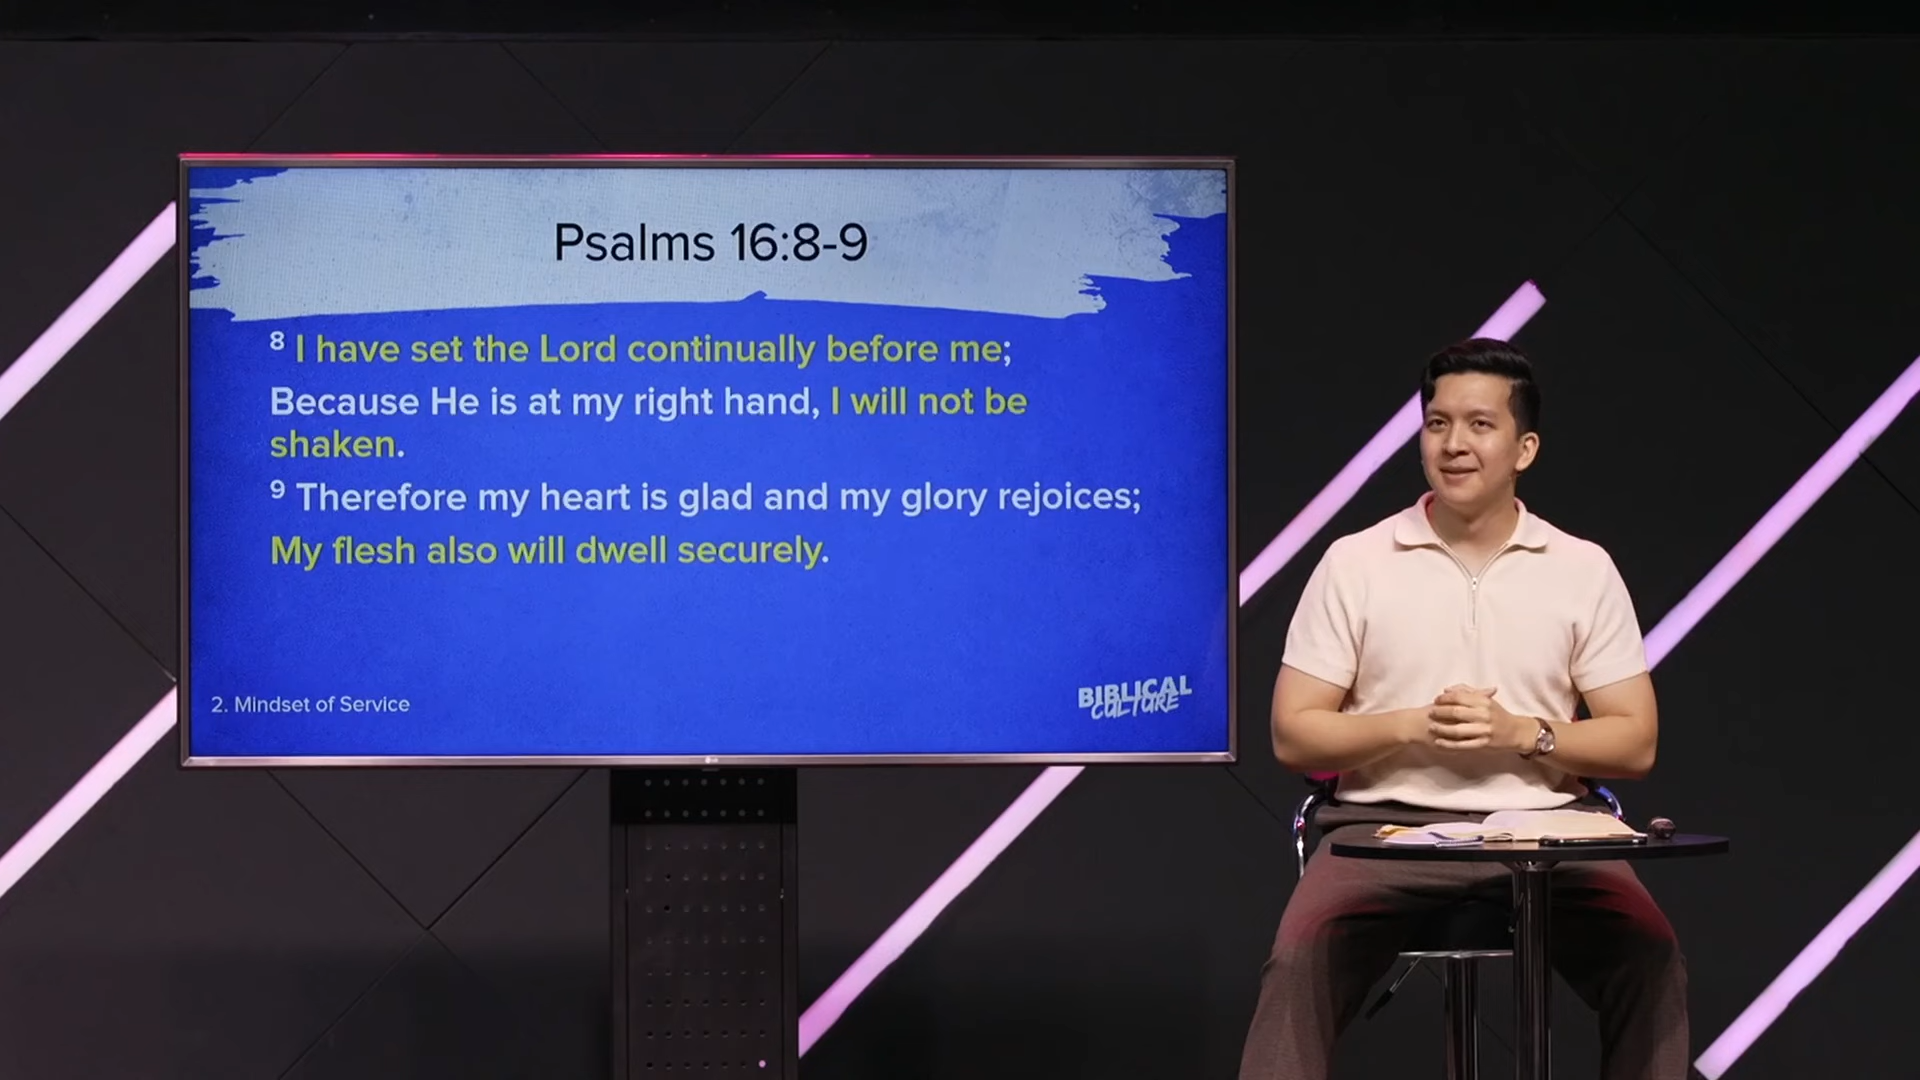 Psalms 16:8-9
8 I have set the Lord continually before me;
Because He is at my right hand, I will not be
shaken.
9 Therefore my heart is glad and my glory rejoices;
My flesh also will dwell securely.
2. Mindset of Service
BIBLICAL
CULTURE
LG